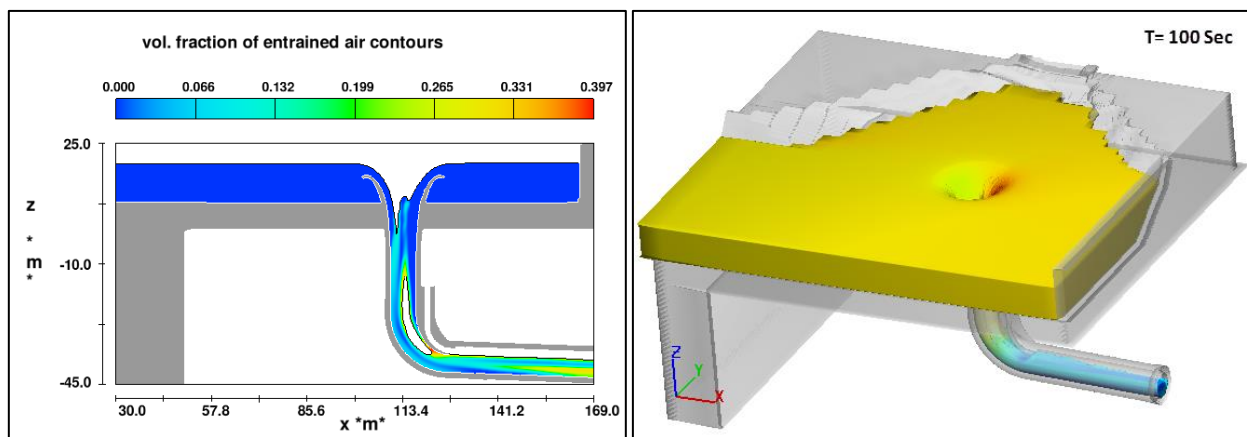 vol. fraction of entrained air contours
0.000 0.066 0.132 0.199 0.265 0.331 0.397
25.0
z
*
m
*
-10.0
-45.0
30.0 57.8 85.6 113.4 141.2 169.0
x *m*
T= 100 Sec
Z
Y
X